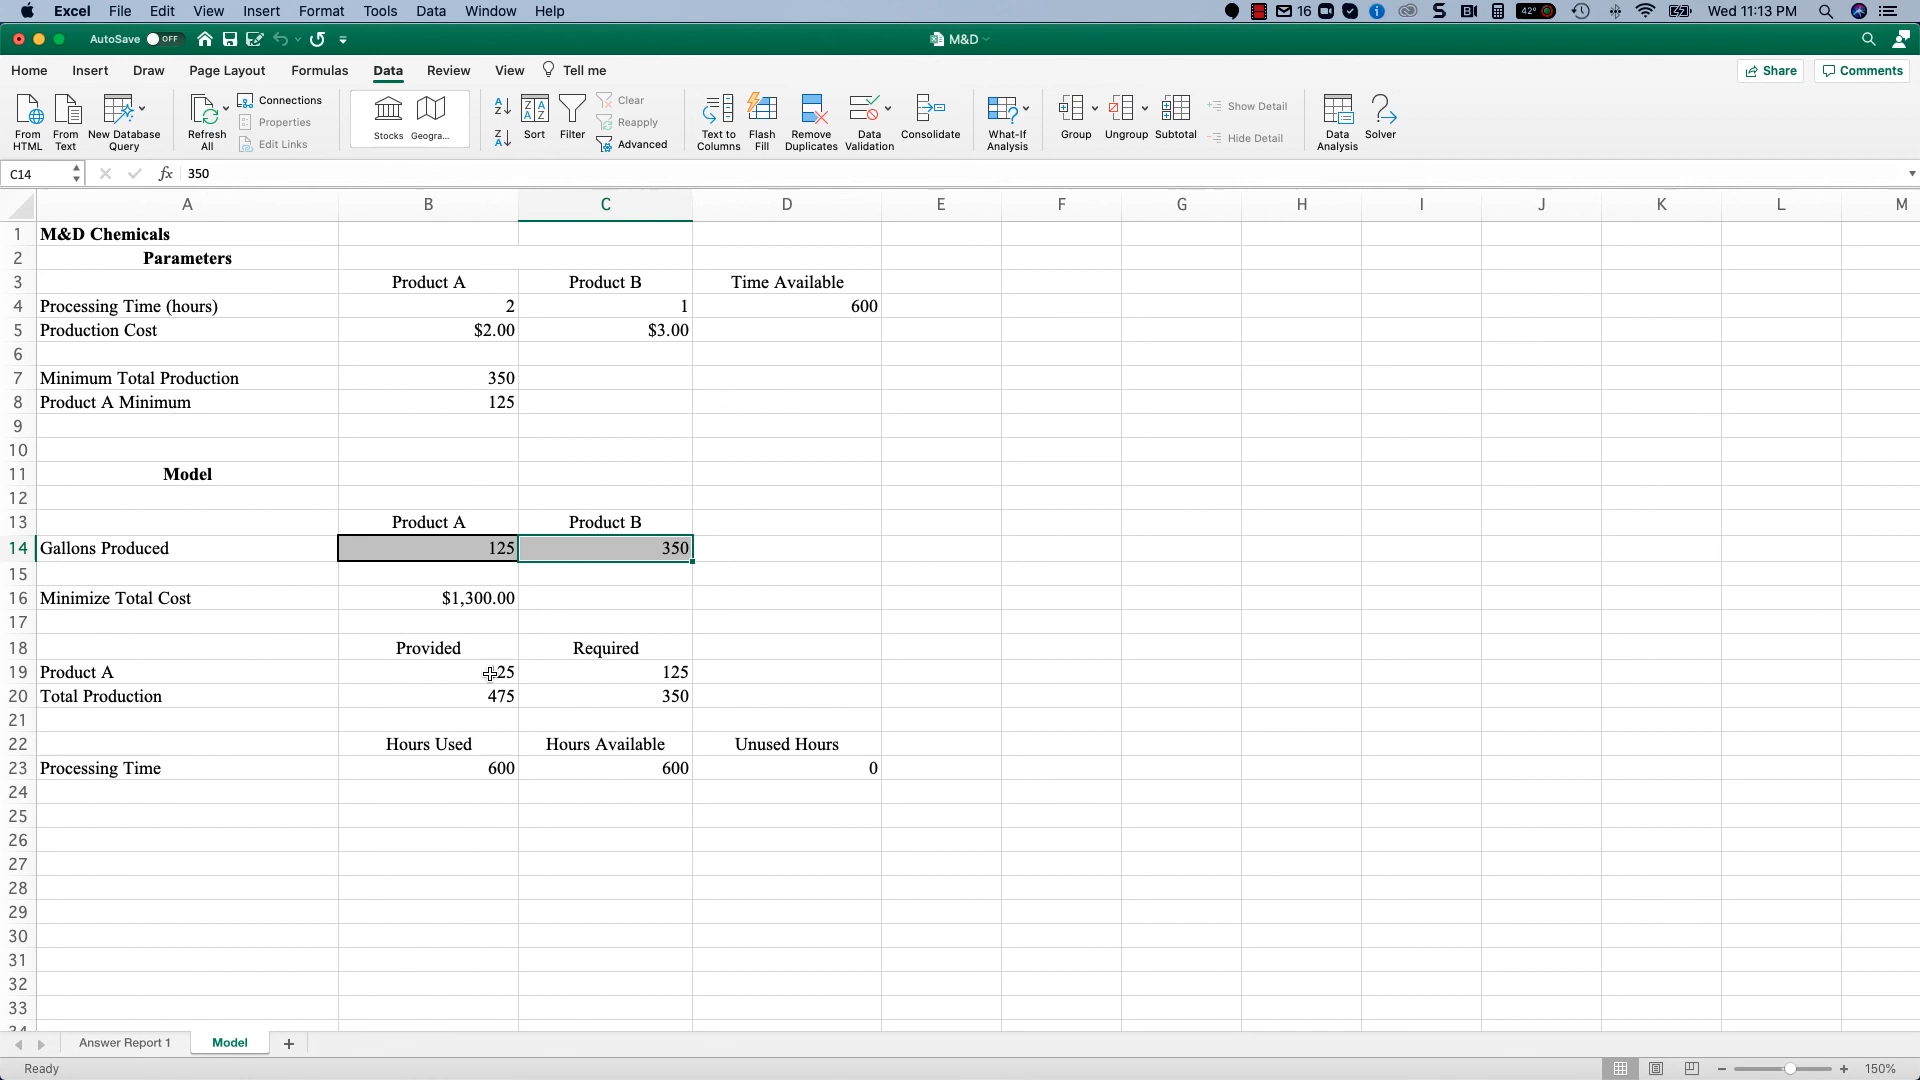 Excel File Edit View Insert Format Tools Data Window Help 16 42° Wed 11:13 PM
AutoSave OFF M&D
Home Insert Draw Page Layout Formulas Data Review View Tell me Share Comments
From HTML From Text New Database Query Refresh All Connections Properties Edit Links Stocks Geogra... Sort Filter Clear Reapply Advanced Text to Columns Flash Fill Remove Duplicates Data Validation Consolidate What-If Analysis Group Ungroup Subtotal Show Detail Hide Detail Data Analysis Solver
C14 fx 350
A B C D E F G H I J K L M
1 M&D Chemicals
2 Parameters
3 Product A Product B Time Available
4 Processing Time (hours) 2 1 600
5 Production Cost $2.00 $3.00
6
7 Minimum Total Production 350
8 Product A Minimum 125
9
10
11 Model
12
13 Product A Product B
14 Gallons Produced 125 350
15
16 Minimize Total Cost $1,300.00
17
18 Provided Required
19 Product A 125 125
20 Total Production 475 350
21
22 Hours Used Hours Available Unused Hours
23 Processing Time 600 600 0
24
25
26
27
28
29
30
31
32
33
Answer Report 1 Model +
Ready 150%